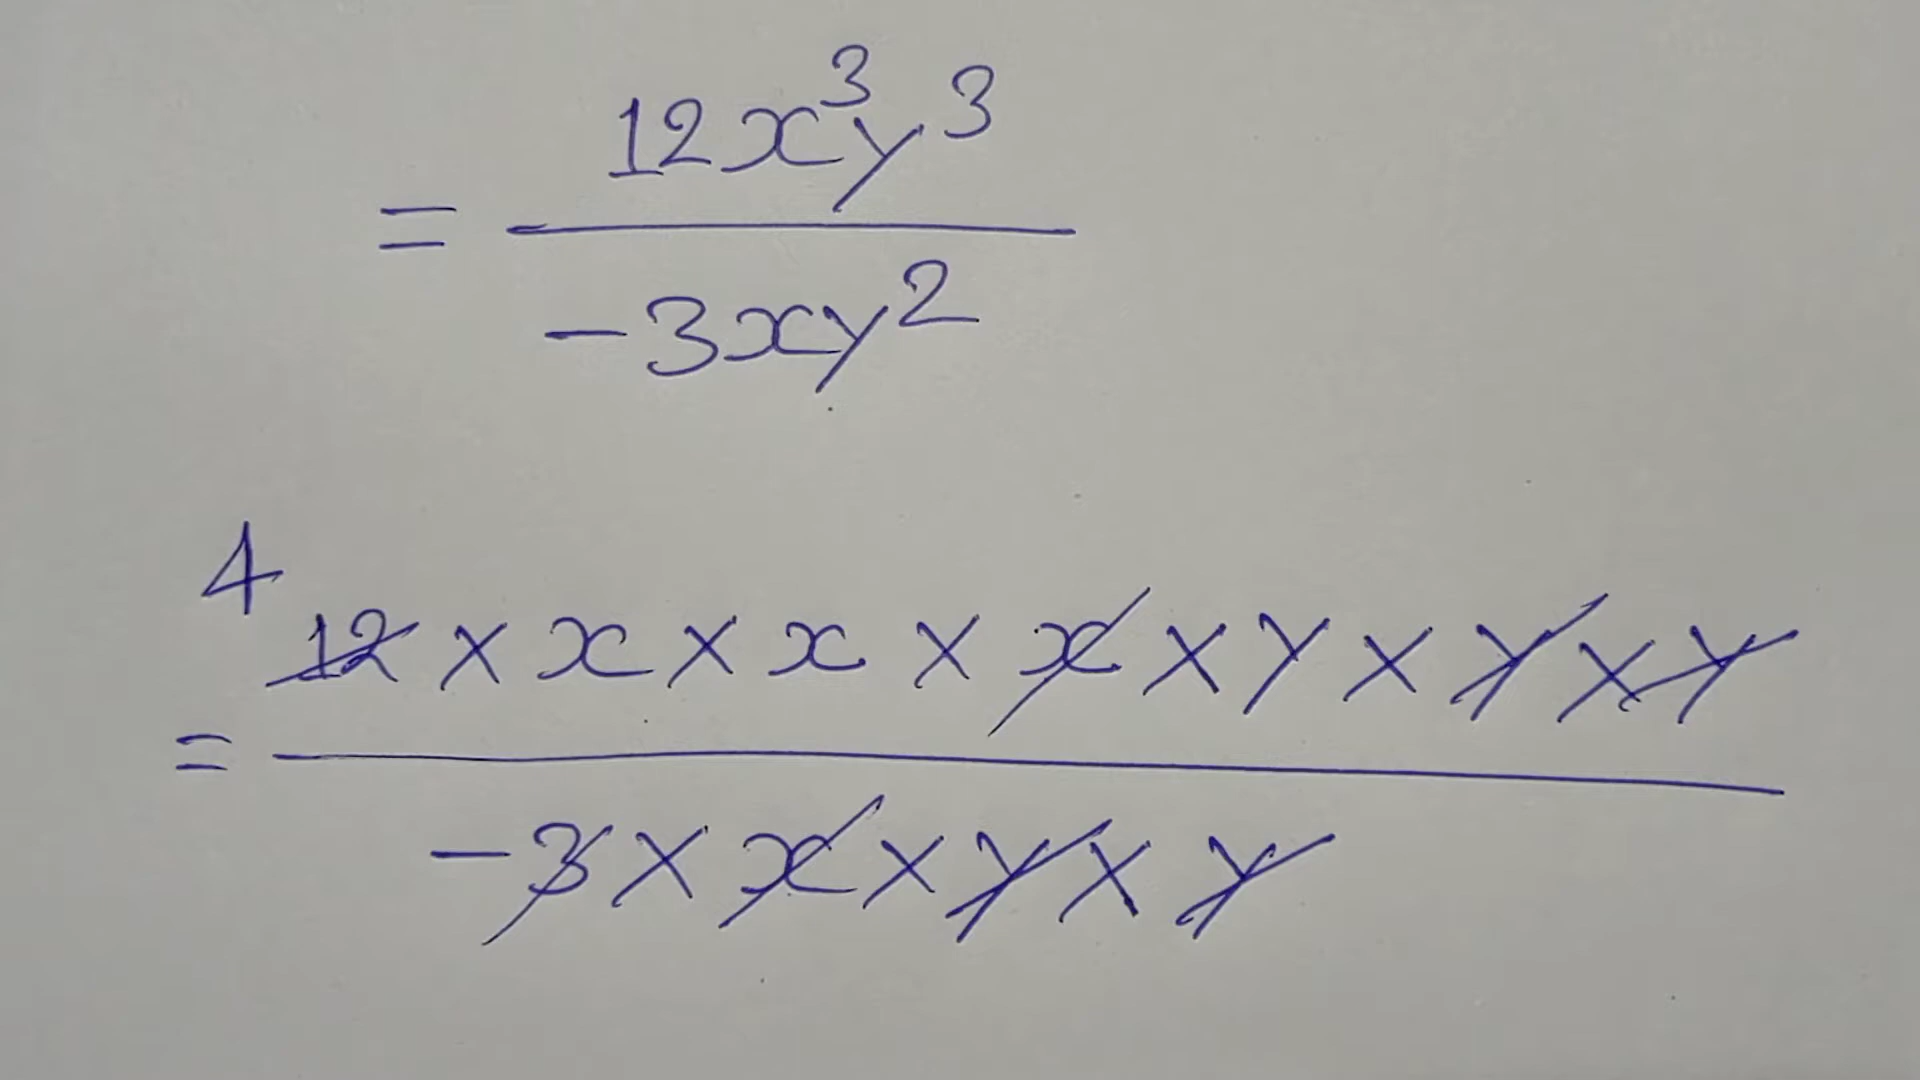 = 12x³y³ / -3xy²
4
= 12 × x × x × x × y × y × y / -3 × x × y × y